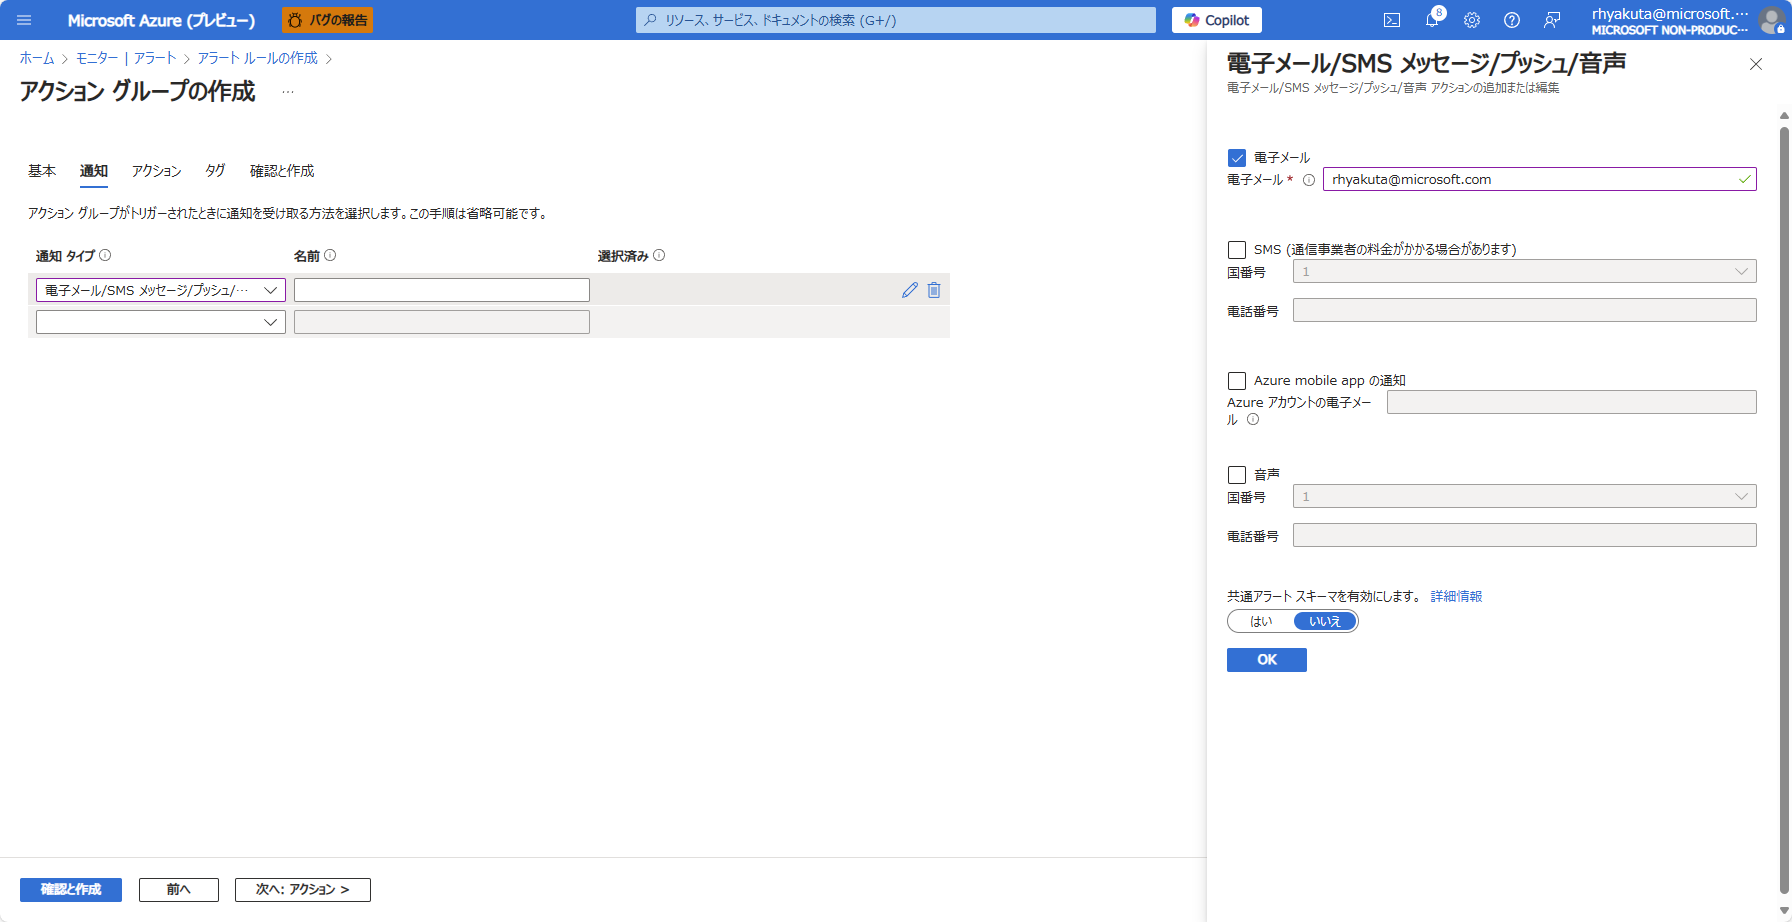 Microsoft Azure (プレビュー)
バグの報告
リソース、サービス、ドキュメントの検索 (G+/)
Copilot
8
rhyakuta@microsoft.…
MICROSOFT NON-PRODUC…
ホーム > モニター | アラート > アラート ルールの作成 >
アクション グループの作成 …
基本 通知 アクション タグ 確認と作成
アクション グループがトリガーされたときに通知を受け取る方法を選択します。この手順は省略可能です。
通知 タイプ 名前 選択済み
電子メール/SMS メッセージ/プッシュ/…
確認と作成
前へ
次へ: アクション >
電子メール/SMS メッセージ/プッシュ/音声
電子メール/SMS メッセージ/プッシュ/音声 アクションの追加または編集
電子メール
電子メール * rhyakuta@microsoft.com
SMS (通信事業者の料金がかかる場合があります)
国番号 1
電話番号
Azure mobile app の通知
Azure アカウントの電子メー
ル
音声
国番号 1
電話番号
共通アラート スキーマを有効にします。 詳細情報
はい いいえ
OK